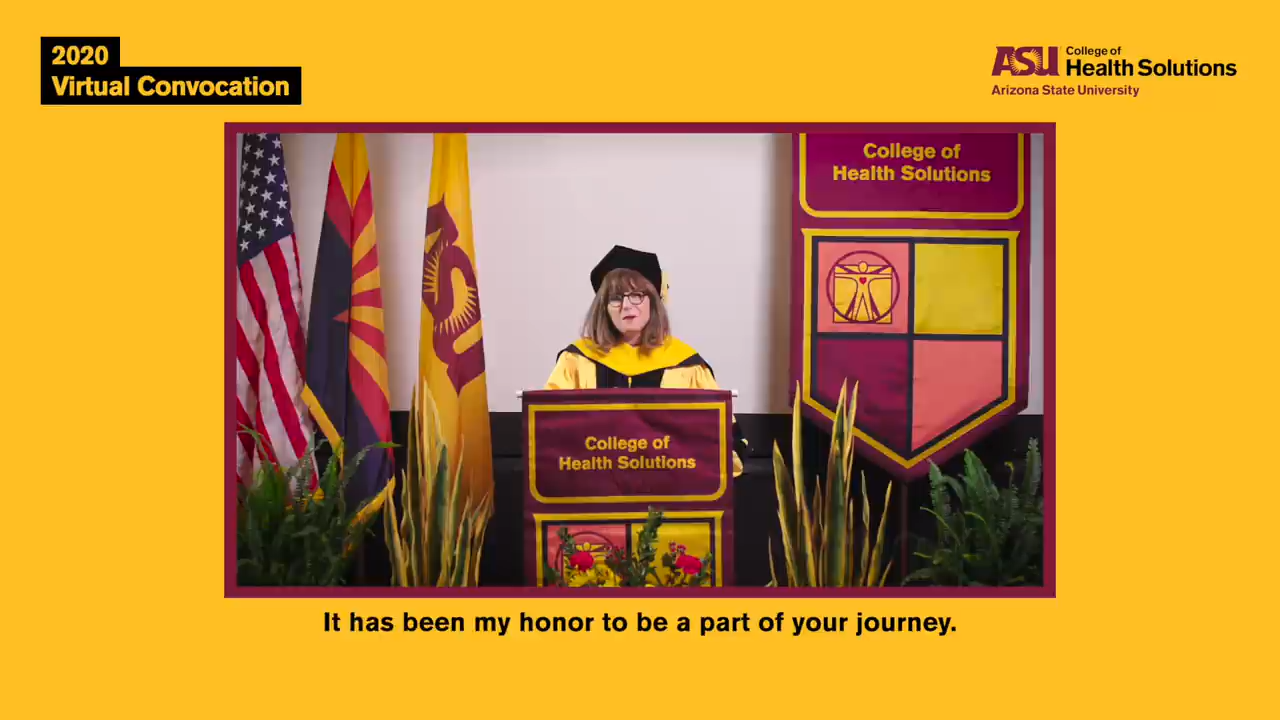 2020
Virtual Convocation
ASU College of
Health Solutions
Arizona State University
College of
Health Solutions
ASU
College of
Health Solutions
It has been my honor to be a part of your journey.